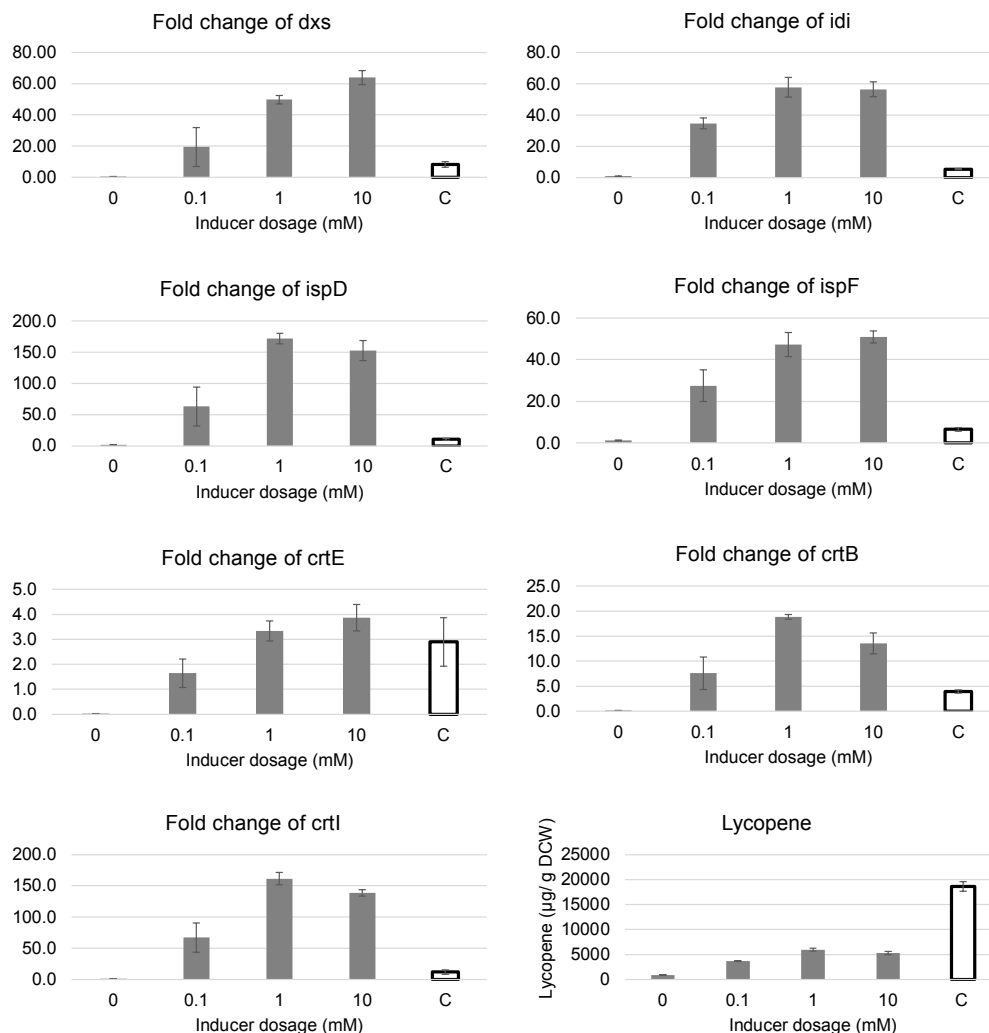 Fold change of dxs
80.00
60.00
40.00
20.00
0.00
0 0.1 1 10 C
Inducer dosage (mM)
Fold change of idi
80.0
60.0
40.0
20.0
0.0
0 0.1 1 10 C
Inducer dosage (mM)
Fold change of ispD
200.0
150.0
100.0
50.0
0.0
0 0.1 1 10 C
Inducer dosage (mM)
Fold change of ispF
60.0
40.0
20.0
0.0
0 0.1 1 10 C
Inducer dosage (mM)
Fold change of crtE
5.0
4.0
3.0
2.0
1.0
0.0
0 0.1 1 10 C
Inducer dosage (mM)
Fold change of crtB
25.0
20.0
15.0
10.0
5.0
0.0
0 0.1 1 10 C
Inducer dosage (mM)
Fold change of crtI
200.0
150.0
100.0
50.0
0.0
0 0.1 1 10 C
Inducer dosage (mM)
Lycopene
Lycopene (μg/ g DCW)
25000
20000
15000
10000
5000
0
0 0.1 1 10 C
Inducer dosage (mM)